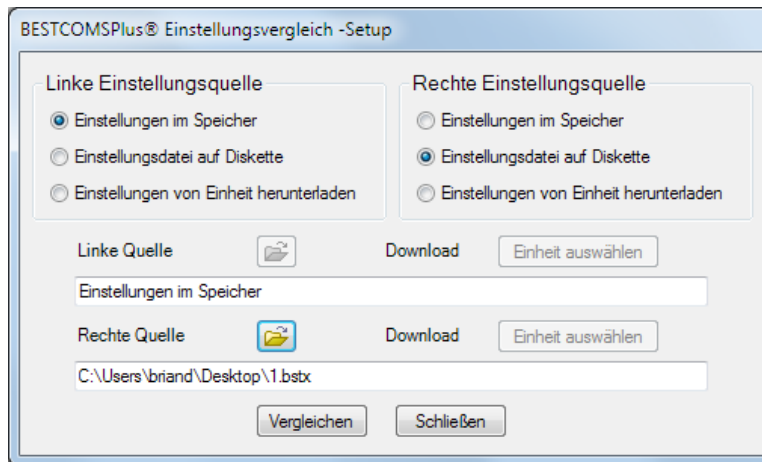 BESTCOMSPlus® Einstellungsvergleich -Setup
Linke Einstellungsquelle
Einstellungen im Speicher
Einstellungsdatei auf Diskette
Einstellungen von Einheit herunterladen
Rechte Einstellungsquelle
Einstellungen im Speicher
Einstellungsdatei auf Diskette
Einstellungen von Einheit herunterladen
Linke Quelle Download Einheit auswählen
Einstellungen im Speicher
Rechte Quelle Download Einheit auswählen
C:\Users\briand\Desktop\1.bstx
Vergleichen Schließen